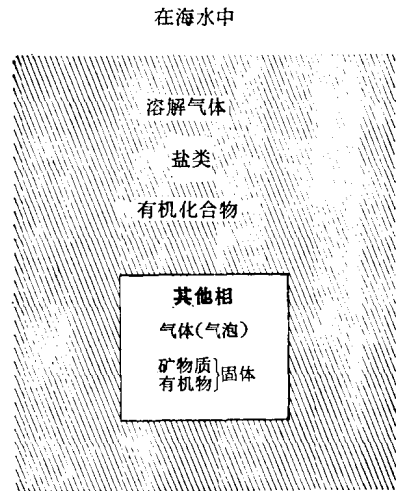 在海水中
溶解气体
盐类
有机化合物
其他相
气体(气泡)
矿物质
有机物}固体